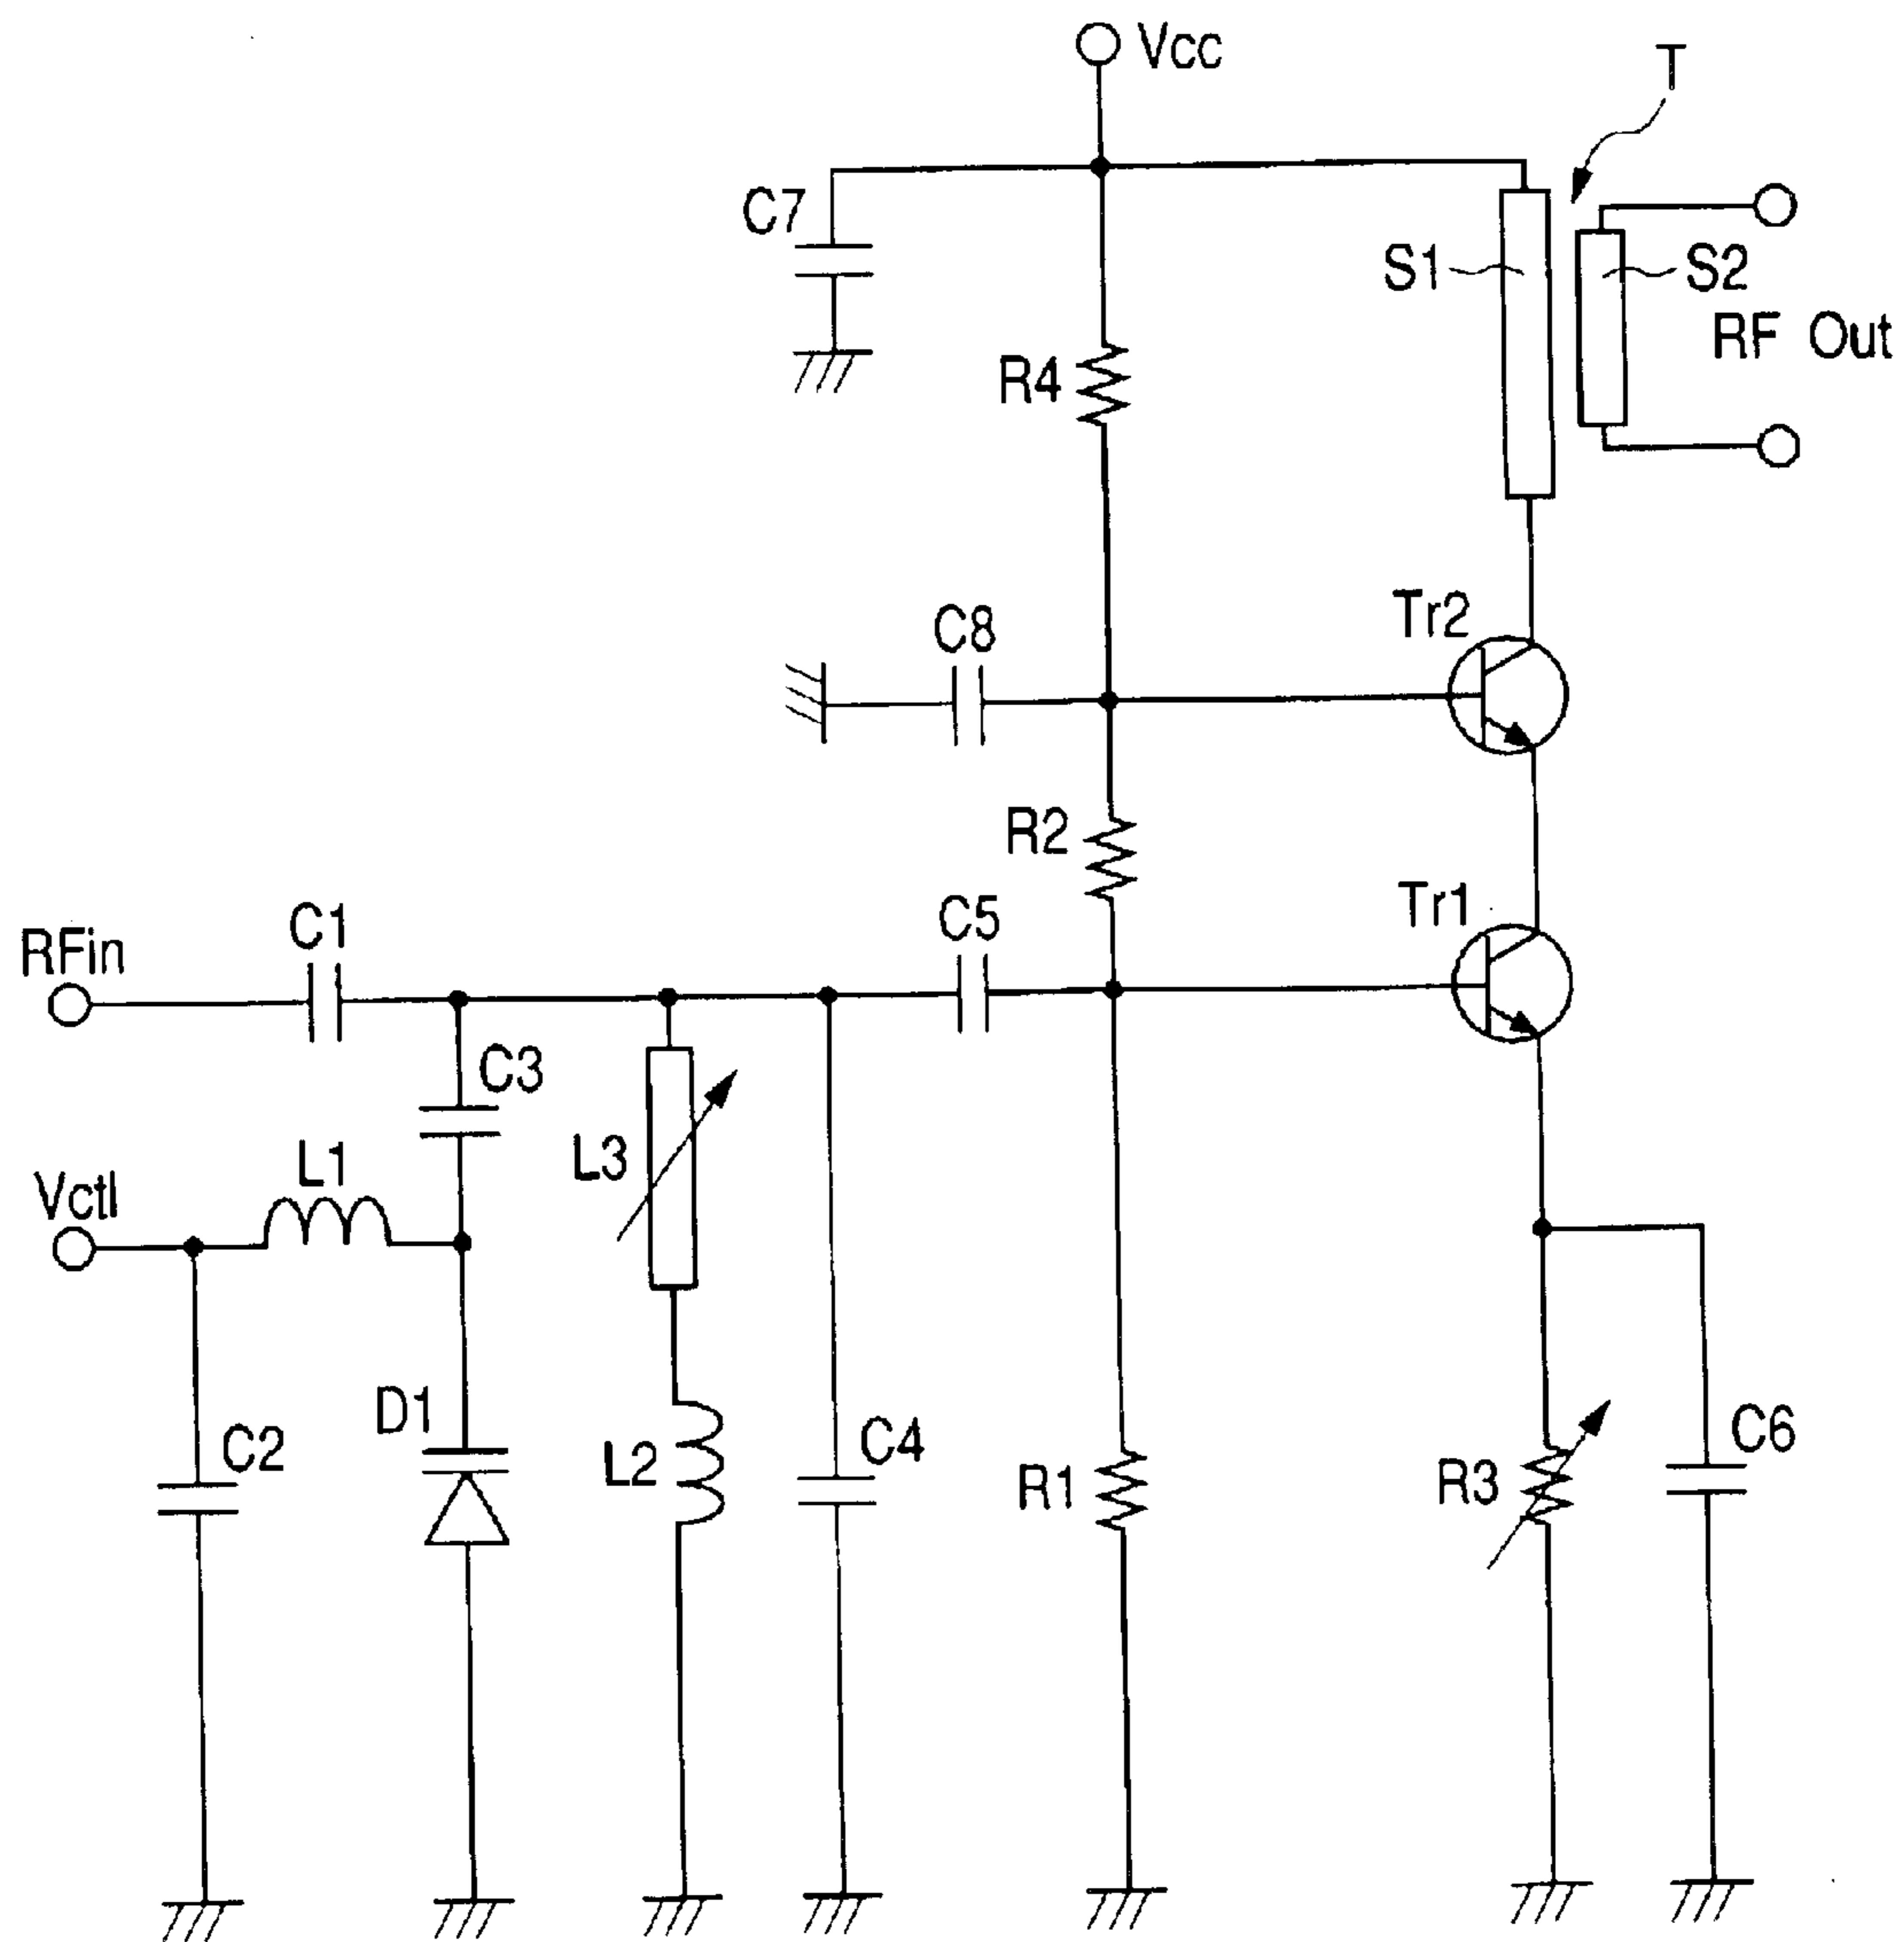 Vcc
T
C7
S1
S2
RF Out
R4
Tr2
C8
R2
Tr1
C5
C1
RFin
C3
L3
L1
Vctl
D1
C2
L2
C4
R1
R3
C6